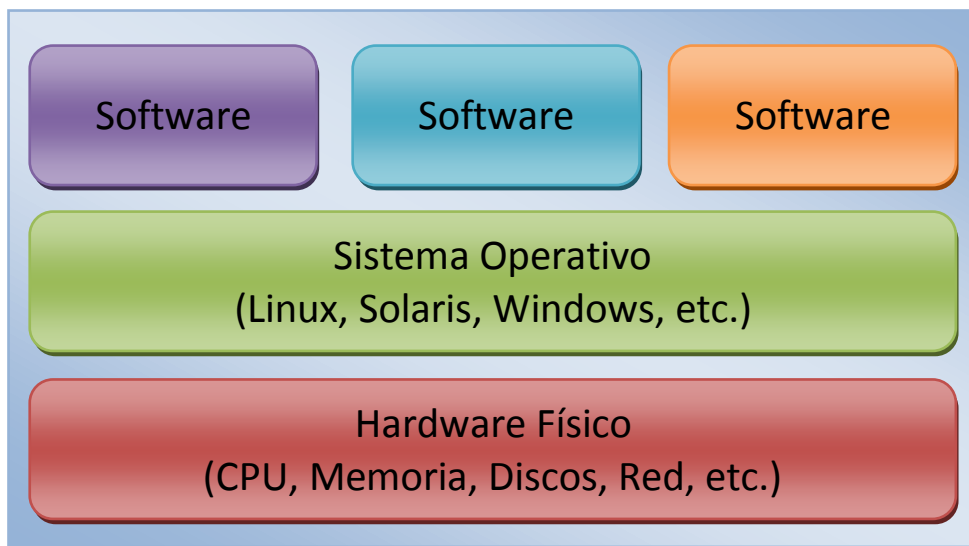 Software
Software
Software
Sistema Operativo
(Linux, Solaris, Windows, etc.)
Hardware Físico
(CPU, Memoria, Discos, Red, etc.)